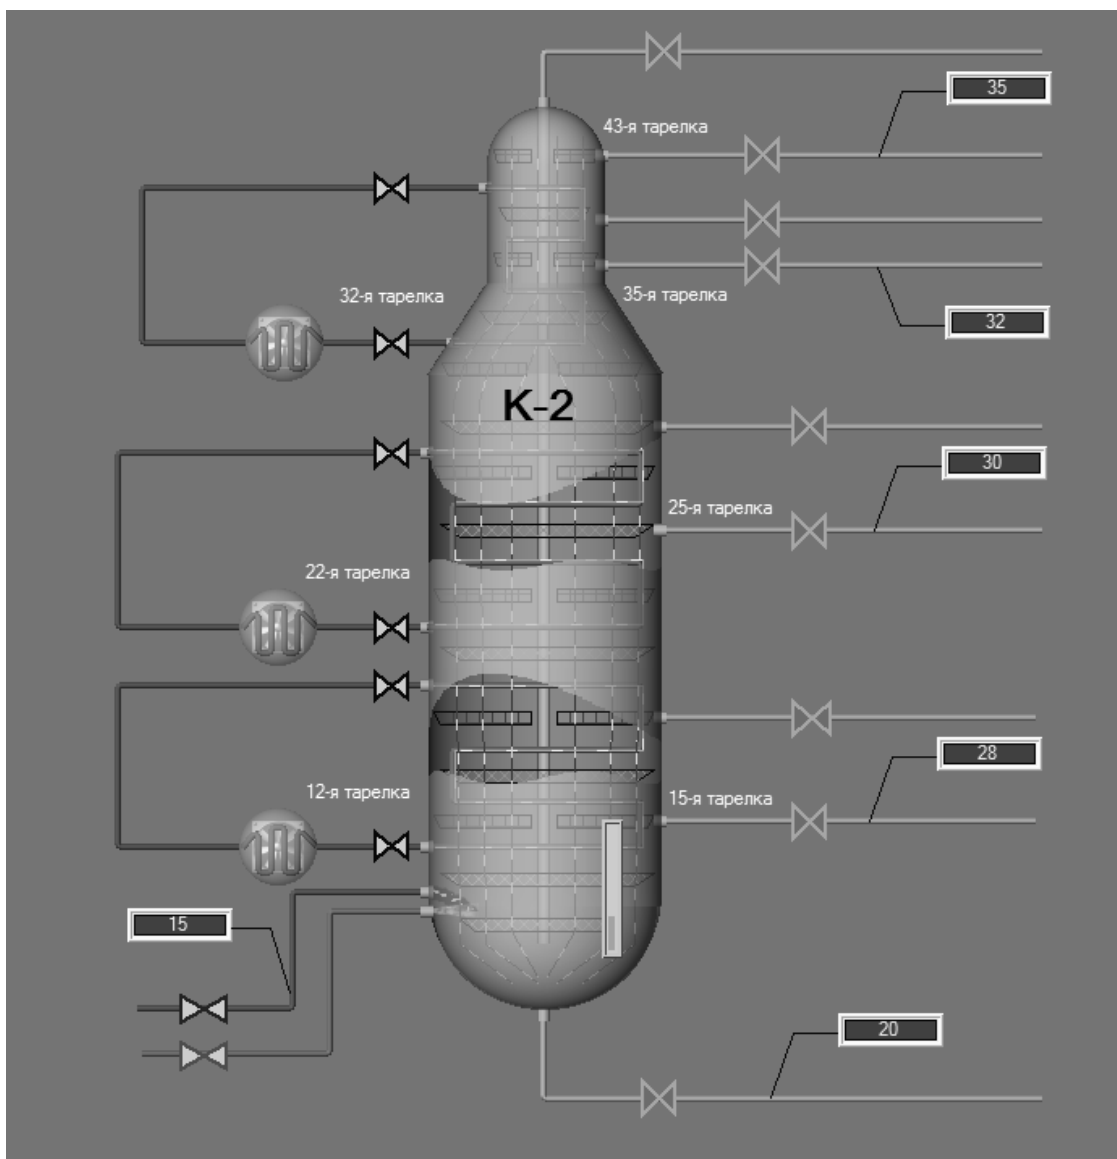 35
43-я тарелка
32-я тарелка
35-я тарелка
32
К-2
30
25-я тарелка
22-я тарелка
28
12-я тарелка
15-я тарелка
15
20